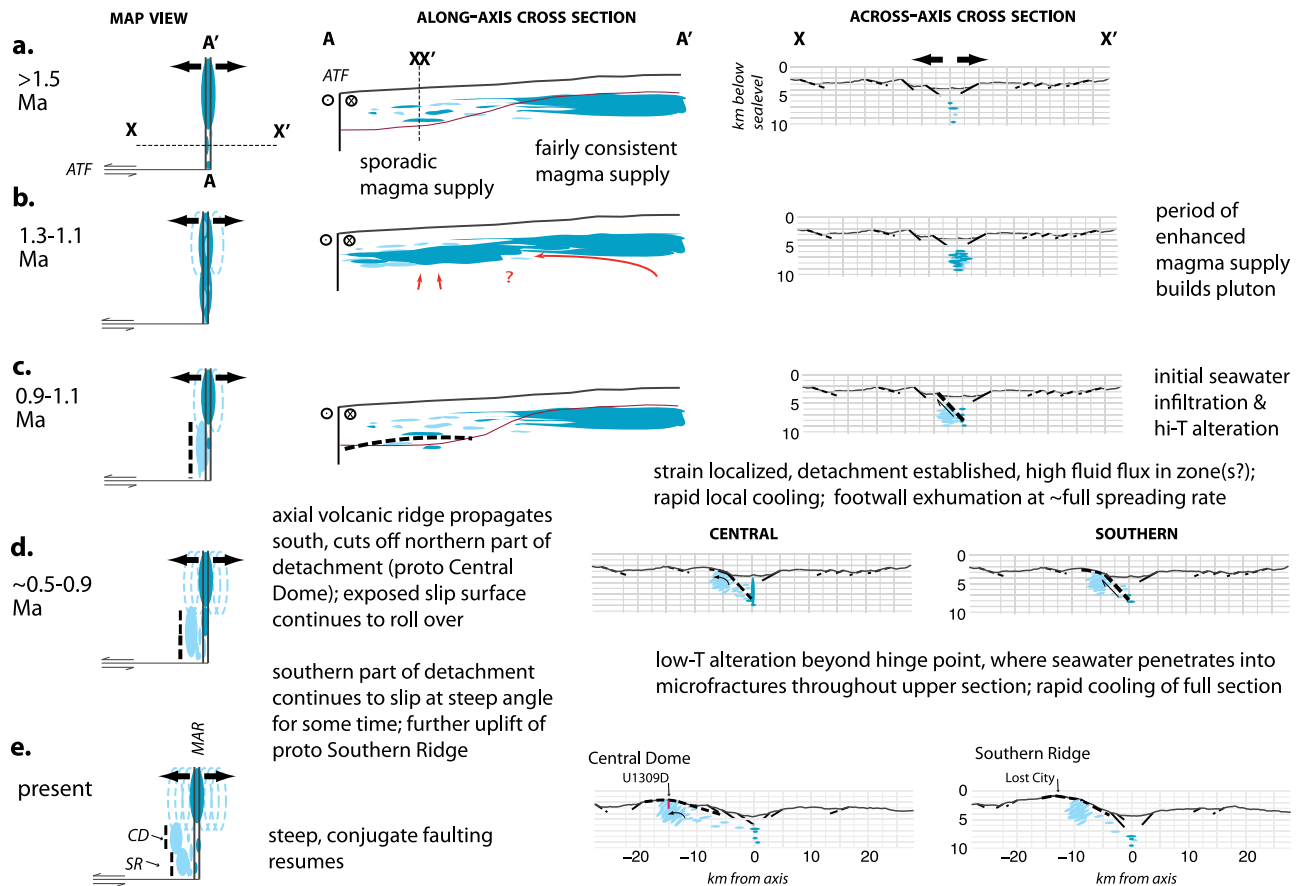 MAP VIEW
ALONG–AXIS CROSS SECTION
ACROSS–AXIS CROSS SECTION
a.
>1.5
Ma
A'
X
X'
ATF
A
A
A'
XX'
ATF
sporadic
magma supply
fairly consistent
magma supply
X
X'
km below
sealevel
0
5
10
b.
1.3-1.1
Ma
?
0
5
10
period of
enhanced
magma supply
builds pluton
c.
0.9-1.1
Ma
0
5
10
initial seawater
infiltration &
hi-T alteration
strain localized, detachment established, high fluid flux in zone(s?);
rapid local cooling; footwall exhumation at ~full spreading rate
d.
~0.5-0.9
Ma
axial volcanic ridge propagates
south, cuts off northern part of
detachment (proto Central
Dome); exposed slip surface
continues to roll over
southern part of detachment
continues to slip at steep angle
for some time; further uplift of
proto Southern Ridge
CENTRAL
SOUTHERN
0
5
10
low-T alteration beyond hinge point, where seawater penetrates into
microfractures throughout upper section; rapid cooling of full section
e.
present
MAR
CD
SR
steep, conjugate faulting
resumes
Central Dome
U1309D
−20
−10
0
10
20
km from axis
Southern Ridge
Lost City
0
5
10
−20
−10
0
10
20
km from axis